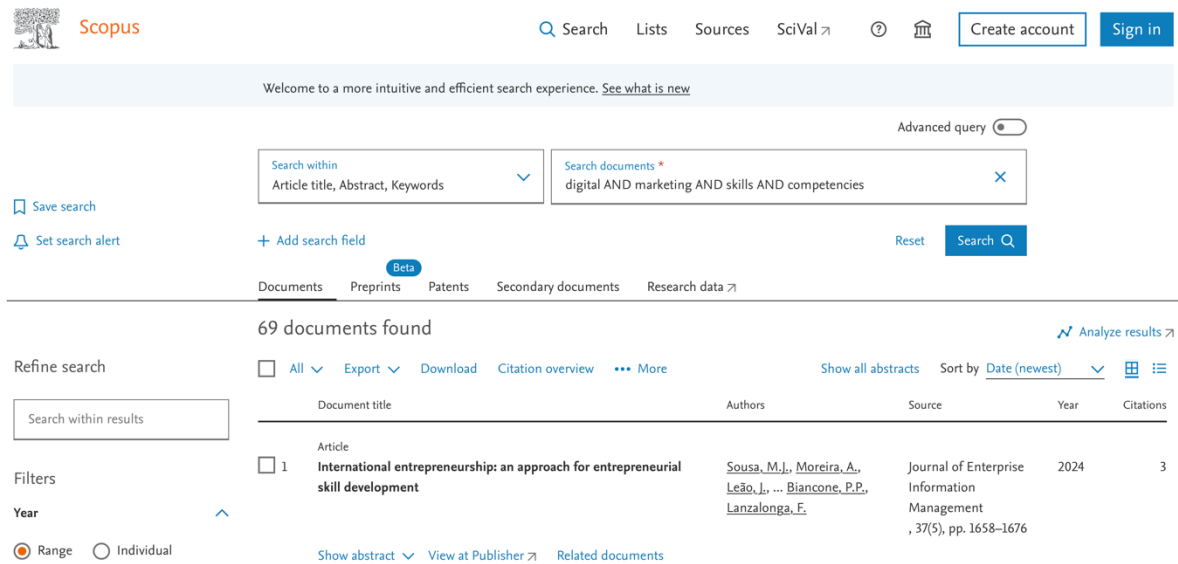 Scopus
Search Lists Sources SciVal ↗ Create account Sign in
Welcome to a more intuitive and efficient search experience. See what is new
Advanced query
Search within
Article title, Abstract, Keywords
Search documents *
digital AND marketing AND skills AND competencies
Save search
Set search alert
+ Add search field
Reset Search
Beta
Documents Preprints Patents Secondary documents Research data ↗
69 documents found
Analyze results ↗
Refine search
All Export Download Citation overview ••• More Show all abstracts Sort by Date (newest)
Search within results
Document title Authors Source Year Citations
Filters
Year
Range Individual
Article
1 International entrepreneurship: an approach for entrepreneurial
skill development
Sousa, M.J., Moreira, A.,
Leão, J., ... Biancone, P.P.,
Lanzalonga, F.
Journal of Enterprise
Information
Management
, 37(5), pp. 1658–1676
2024
3
Show abstract View at Publisher ↗ Related documents